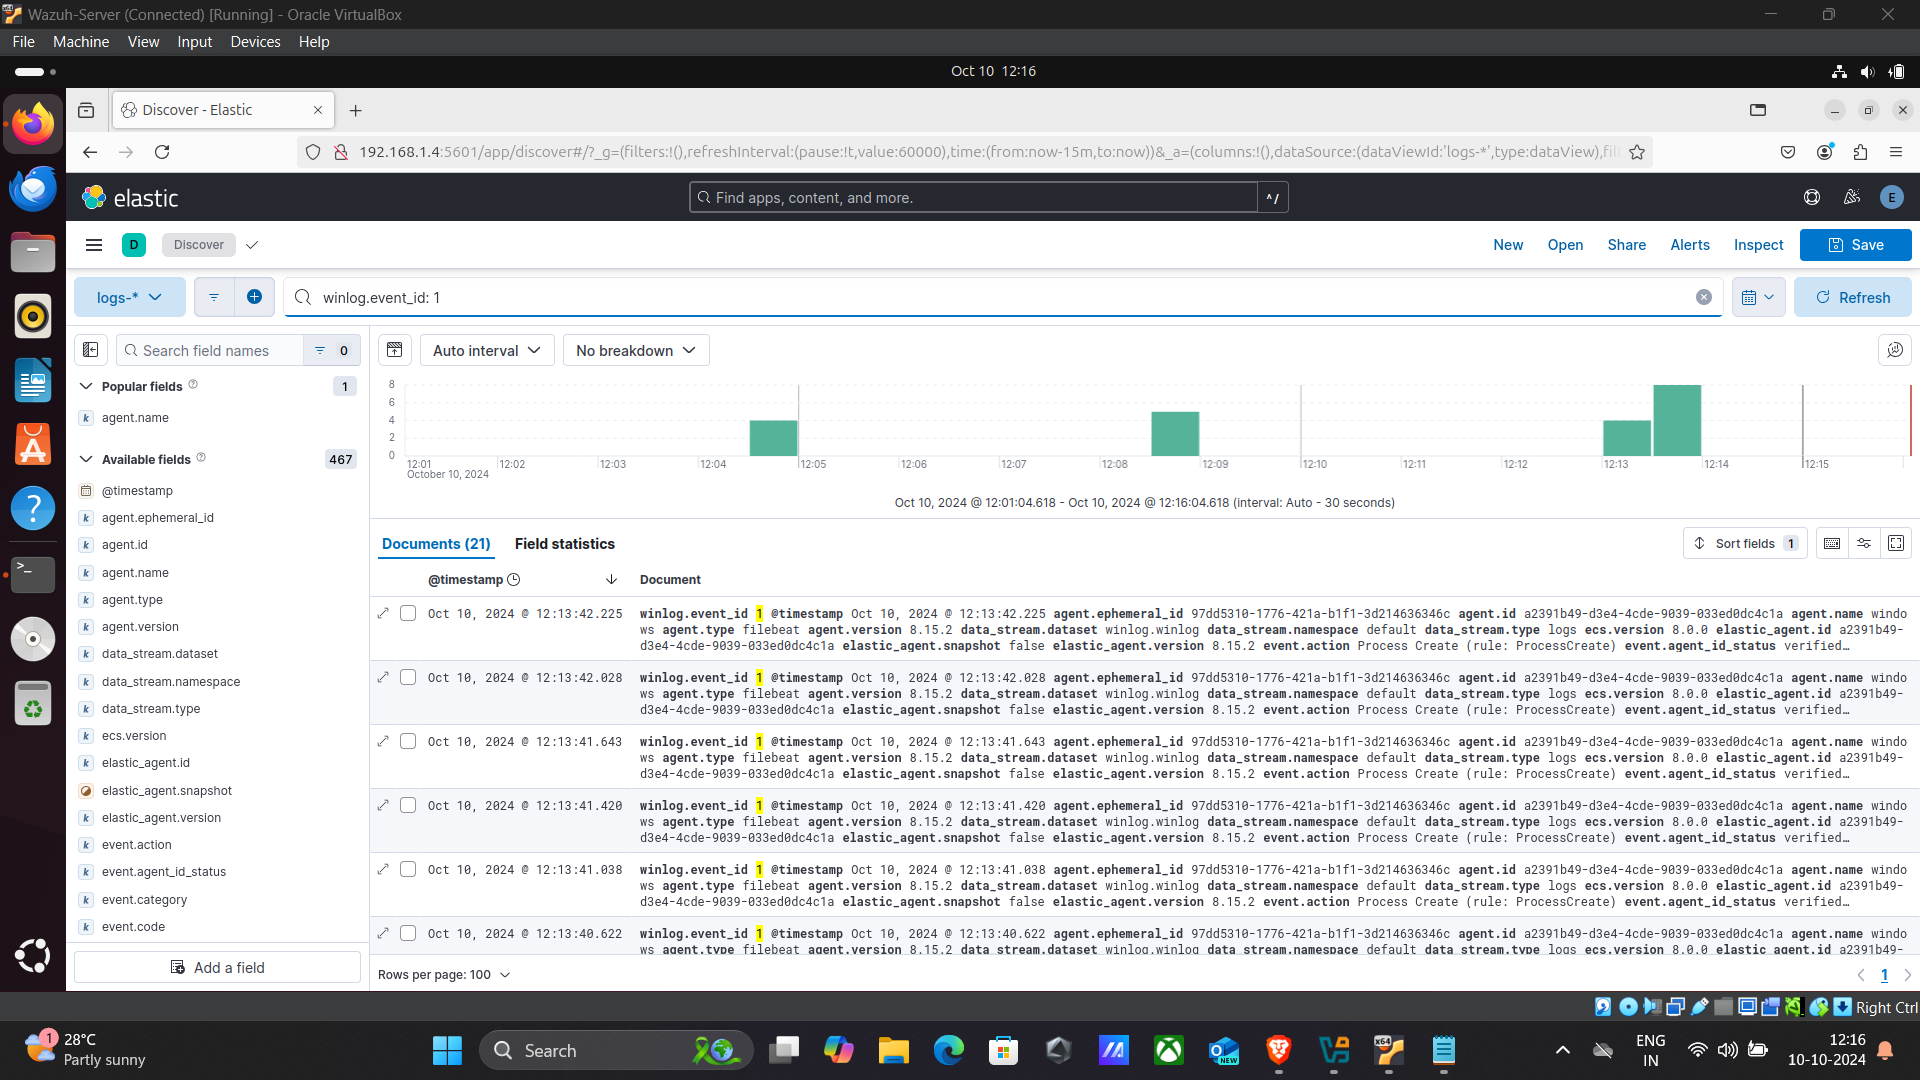 Wazuh-Server (Connected) [Running] - Oracle VirtualBox
File Machine View Input Devices Help
Oct 10 12:16
Discover - Elastic
192.168.1.4:5601/app/discover#/?_g=(filters:!(),refreshInterval:(pause:!t,value:60000),time:(from:now-15m,to:now))&_a=(columns:!(),dataSource:(dataViewId:'logs-*',type:dataView),fil
elastic
Find apps, content, and more.
^/
E
D
Discover
New Open Share Alerts Inspect Save
logs-*
winlog.event_id: 1
Refresh
Search field names
0
Auto interval
No breakdown
Popular fields
1
k agent.name
Available fields
467
@timestamp
k agent.ephemeral_id
k agent.id
k agent.name
k agent.type
k agent.version
k data_stream.dataset
k data_stream.namespace
k data_stream.type
k ecs.version
k elastic_agent.id
elastic_agent.snapshot
k elastic_agent.version
k event.action
k event.agent_id_status
k event.category
k event.code
Add a field
8
6
4
2
0
12:01 12:02 12:03 12:04 12:05 12:06 12:07 12:08 12:09 12:10 12:11 12:12 12:13 12:14 12:15
October 10, 2024
Oct 10, 2024 @ 12:01:04.618 - Oct 10, 2024 @ 12:16:04.618 (interval: Auto - 30 seconds)
Documents (21) Field statistics
Sort fields 1
@timestamp Document
Oct 10, 2024 @ 12:13:42.225 winlog.event_id 1 @timestamp Oct 10, 2024 @ 12:13:42.225 agent.ephemeral_id 97dd5310-1776-421a-b1f1-3d214636346c agent.id a2391b49-d3e4-4cde-9039-033ed0dc4c1a agent.name windo
ws agent.type filebeat agent.version 8.15.2 data_stream.dataset winlog.winlog data_stream.namespace default data_stream.type logs ecs.version 8.0.0 elastic_agent.id a2391b49-
d3e4-4cde-9039-033ed0dc4c1a elastic_agent.snapshot false elastic_agent.version 8.15.2 event.action Process Create (rule: ProcessCreate) event.agent_id_status verified…
Oct 10, 2024 @ 12:13:42.028 winlog.event_id 1 @timestamp Oct 10, 2024 @ 12:13:42.028 agent.ephemeral_id 97dd5310-1776-421a-b1f1-3d214636346c agent.id a2391b49-d3e4-4cde-9039-033ed0dc4c1a agent.name windo
ws agent.type filebeat agent.version 8.15.2 data_stream.dataset winlog.winlog data_stream.namespace default data_stream.type logs ecs.version 8.0.0 elastic_agent.id a2391b49-
d3e4-4cde-9039-033ed0dc4c1a elastic_agent.snapshot false elastic_agent.version 8.15.2 event.action Process Create (rule: ProcessCreate) event.agent_id_status verified…
Oct 10, 2024 @ 12:13:41.643 winlog.event_id 1 @timestamp Oct 10, 2024 @ 12:13:41.643 agent.ephemeral_id 97dd5310-1776-421a-b1f1-3d214636346c agent.id a2391b49-d3e4-4cde-9039-033ed0dc4c1a agent.name windo
ws agent.type filebeat agent.version 8.15.2 data_stream.dataset winlog.winlog data_stream.namespace default data_stream.type logs ecs.version 8.0.0 elastic_agent.id a2391b49-
d3e4-4cde-9039-033ed0dc4c1a elastic_agent.snapshot false elastic_agent.version 8.15.2 event.action Process Create (rule: ProcessCreate) event.agent_id_status verified…
Oct 10, 2024 @ 12:13:41.420 winlog.event_id 1 @timestamp Oct 10, 2024 @ 12:13:41.420 agent.ephemeral_id 97dd5310-1776-421a-b1f1-3d214636346c agent.id a2391b49-d3e4-4cde-9039-033ed0dc4c1a agent.name windo
ws agent.type filebeat agent.version 8.15.2 data_stream.dataset winlog.winlog data_stream.namespace default data_stream.type logs ecs.version 8.0.0 elastic_agent.id a2391b49-
d3e4-4cde-9039-033ed0dc4c1a elastic_agent.snapshot false elastic_agent.version 8.15.2 event.action Process Create (rule: ProcessCreate) event.agent_id_status verified…
Oct 10, 2024 @ 12:13:41.038 winlog.event_id 1 @timestamp Oct 10, 2024 @ 12:13:41.038 agent.ephemeral_id 97dd5310-1776-421a-b1f1-3d214636346c agent.id a2391b49-d3e4-4cde-9039-033ed0dc4c1a agent.name windo
ws agent.type filebeat agent.version 8.15.2 data_stream.dataset winlog.winlog data_stream.namespace default data_stream.type logs ecs.version 8.0.0 elastic_agent.id a2391b49-
d3e4-4cde-9039-033ed0dc4c1a elastic_agent.snapshot false elastic_agent.version 8.15.2 event.action Process Create (rule: ProcessCreate) event.agent_id_status verified…
Oct 10, 2024 @ 12:13:40.622 winlog.event_id 1 @timestamp Oct 10, 2024 @ 12:13:40.622 agent.ephemeral_id 97dd5310-1776-421a-b1f1-3d214636346c agent.id a2391b49-d3e4-4cde-9039-033ed0dc4c1a agent.name windo
ws agent.type filebeat agent.version 8.15.2 data_stream.dataset winlog.winlog data_stream.namespace default data_stream.type logs ecs.version 8.0.0 elastic_agent.id a2391b49-
Rows per page: 100
1
Right Ctrl
1
28°C
Partly sunny
Search
NEW
x64
ENG
IN
12:16
10-10-2024